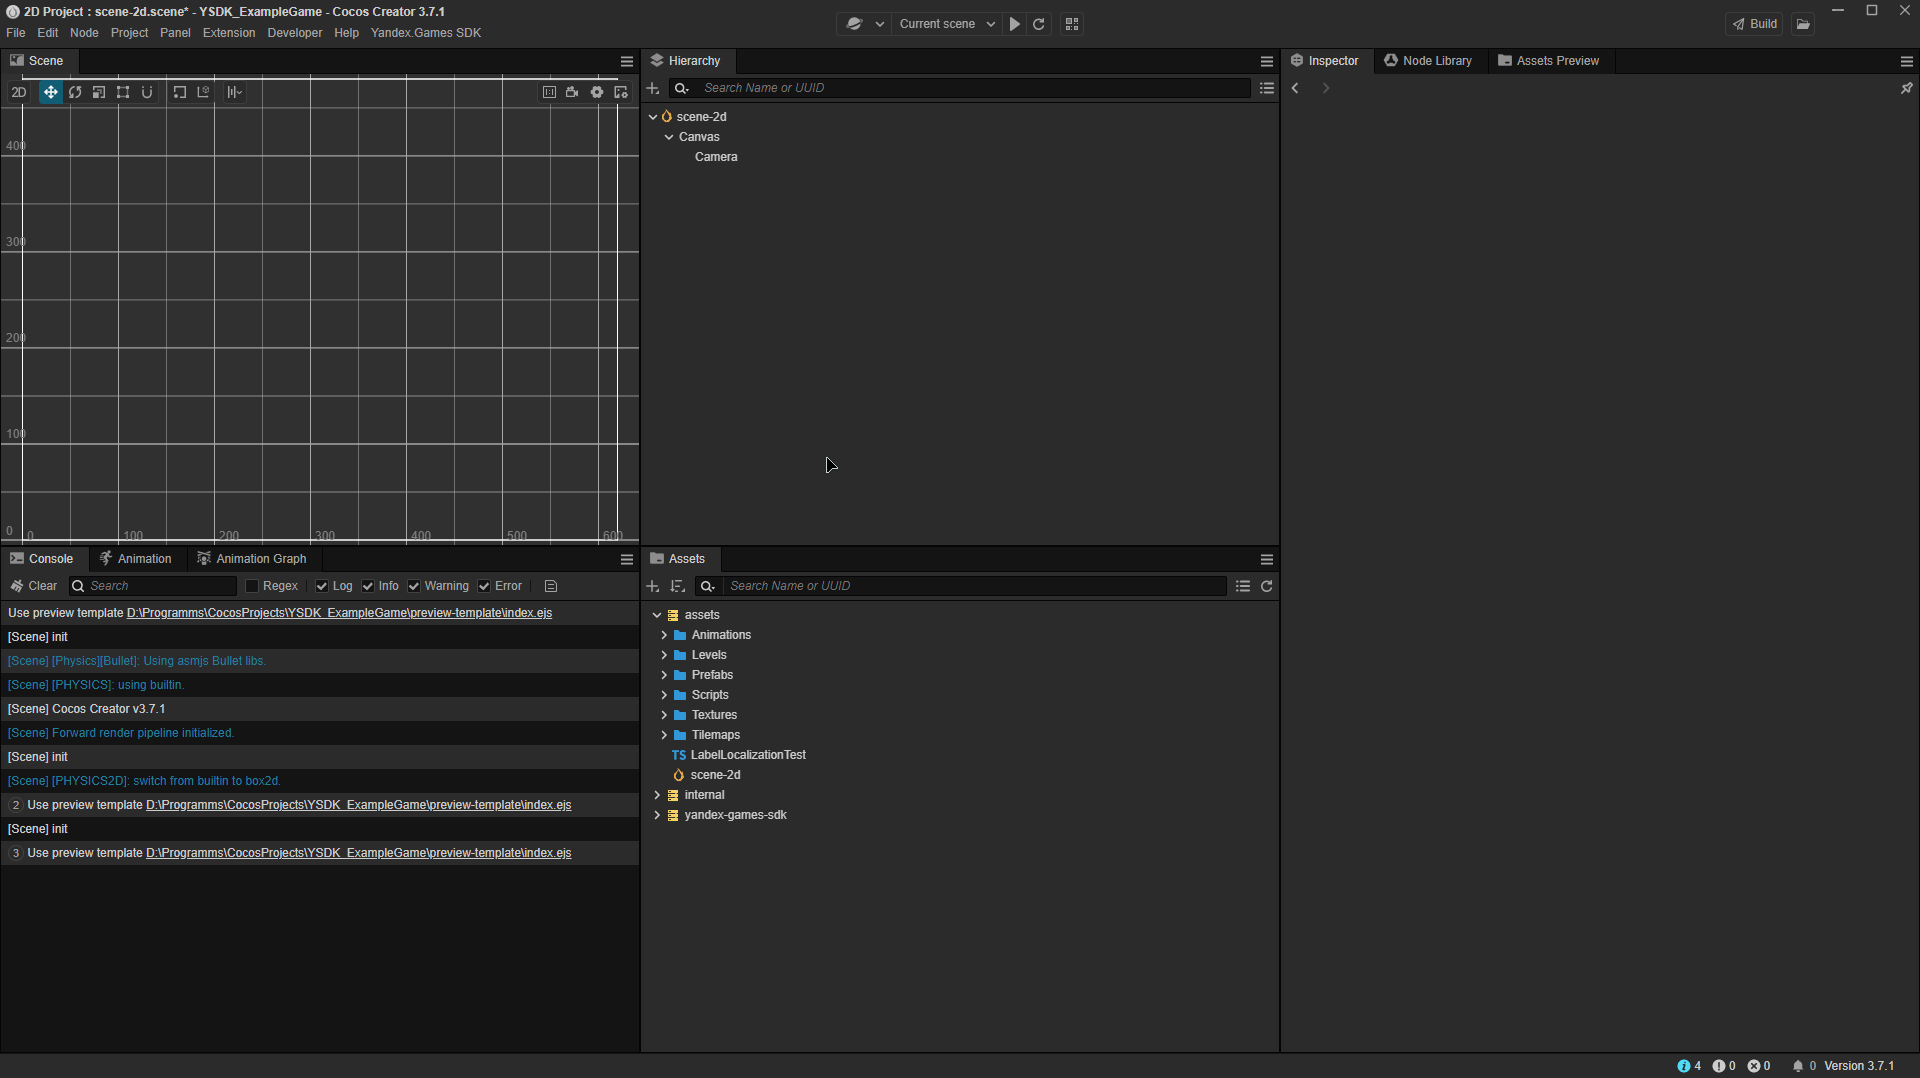 2D Project : scene-2d.scene* - YSDK_ExampleGame - Cocos Creator 3.7.1
File Edit Node Project Panel Extension Developer Help Yandex.Games SDK
Current scene
Build
Scene
2D
400
300
200
100
0
0 100 200 300 400 500 600
Hierarchy
Search Name or UUID
scene-2d
Canvas
Camera
Inspector Node Library Assets Preview
Console Animation Animation Graph
Clear Search Regex Log Info Warning Error
Use preview template D:\Programms\CocosProjects\YSDK_ExampleGame\preview-template\index.ejs
[Scene] init
[Scene] [Physics][Bullet]: Using asmjs Bullet libs.
[Scene] [PHYSICS]: using builtin.
[Scene] Cocos Creator v3.7.1
[Scene] Forward render pipeline initialized.
[Scene] init
[Scene] [PHYSICS2D]: switch from builtin to box2d.
2 Use preview template D:\Programms\CocosProjects\YSDK_ExampleGame\preview-template\index.ejs
[Scene] init
3 Use preview template D:\Programms\CocosProjects\YSDK_ExampleGame\preview-template\index.ejs
Assets
Search Name or UUID
assets
Animations
Levels
Prefabs
Scripts
Textures
Tilemaps
TS LabelLocalizationTest
scene-2d
internal
yandex-games-sdk
4 0 0 0 Version 3.7.1